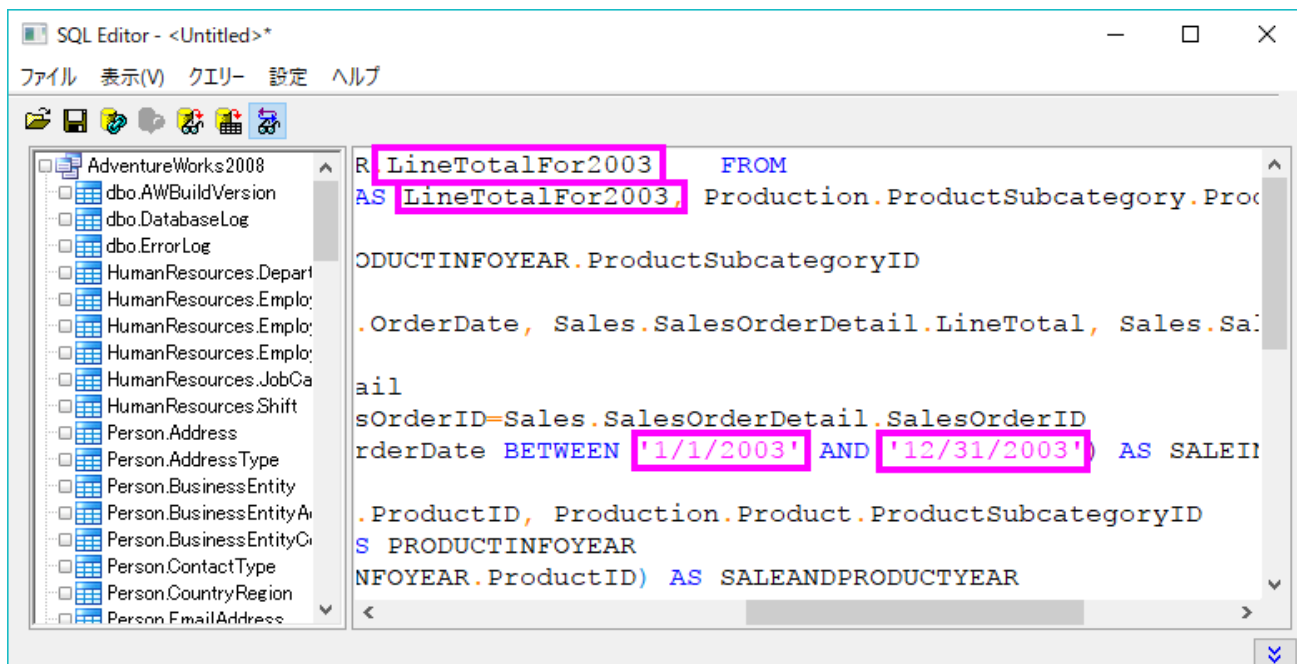 SQL Editor - <Untitled>*
ファイル 表示(V) クエリー 設定 ヘルプ
AdventureWorks2008
dbo.AWBuildVersion
dbo.DatabaseLog
dbo.ErrorLog
HumanResources.Depart
HumanResources.Employ
HumanResources.Employ
HumanResources.Employ
HumanResources.JobCa
HumanResources.Shift
Person.Address
Person.AddressType
Person.BusinessEntity
Person.BusinessEntityA
Person.BusinessEntityC
Person.ContactType
Person.CountryRegion
Person.EmailAddress
R.LineTotalFor2003 FROM
AS LineTotalFor2003, Production.ProductSubcategory.Proc
ODUCTINFOYEAR.ProductSubcategoryID
.OrderDate, Sales.SalesOrderDetail.LineTotal, Sales.Sal
ail
sOrderID=Sales.SalesOrderDetail.SalesOrderID
rderDate BETWEEN '1/1/2003' AND '12/31/2003') AS SALEIN
.ProductID, Production.Product.ProductSubcategoryID
S PRODUCTINFOYEAR
NFOYEAR.ProductID) AS SALEANDPRODUCTYEAR